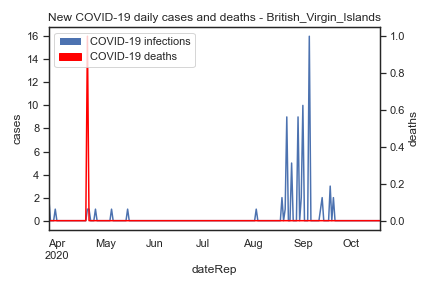 New COVID-19 daily cases and deaths - British_Virgin_Islands
COVID-19 infections
COVID-19 deaths
16
14
12
10
8
6
4
2
0
cases
1.0
0.8
0.6
0.4
0.2
0.0
deaths
Apr May Jun Jul Aug Sep Oct
2020
dateRep